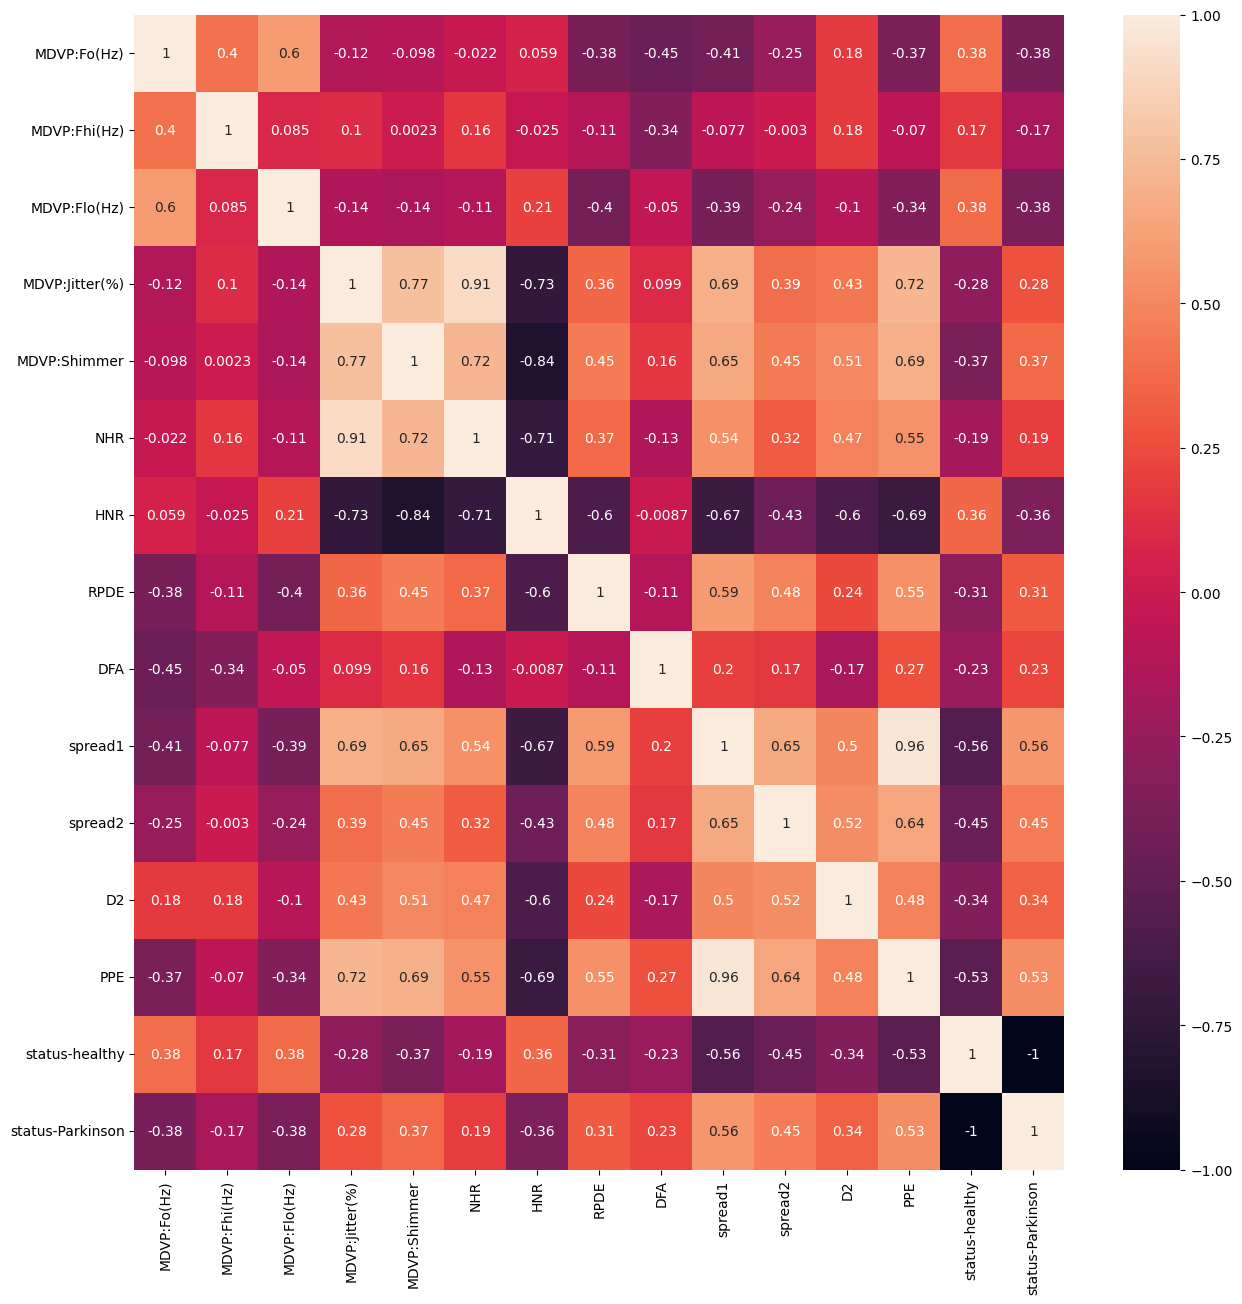 MDVP:Fo(Hz) 1 0.4 0.6 -0.12 -0.098 -0.022 0.059 -0.38 -0.45 -0.41 -0.25 0.18 -0.37 0.38 -0.38
MDVP:Fhi(Hz) 0.4 1 0.085 0.1 0.0023 0.16 -0.025 -0.11 -0.34 -0.077 -0.003 0.18 -0.07 0.17 -0.17
MDVP:Flo(Hz) 0.6 0.085 1 -0.14 -0.14 -0.11 0.21 -0.4 -0.05 -0.39 -0.24 -0.1 -0.34 0.38 -0.38
MDVP:Jitter(%) -0.12 0.1 -0.14 1 0.77 0.91 -0.73 0.36 0.099 0.69 0.39 0.43 0.72 -0.28 0.28
MDVP:Shimmer -0.098 0.0023 -0.14 0.77 1 0.72 -0.84 0.45 0.16 0.65 0.45 0.51 0.69 -0.37 0.37
NHR -0.022 0.16 -0.11 0.91 0.72 1 -0.71 0.37 -0.13 0.54 0.32 0.47 0.55 -0.19 0.19
HNR 0.059 -0.025 0.21 -0.73 -0.84 -0.71 1 -0.6 -0.0087 -0.67 -0.43 -0.6 -0.69 0.36 -0.36
RPDE -0.38 -0.11 -0.4 0.36 0.45 0.37 -0.6 1 -0.11 0.59 0.48 0.24 0.55 -0.31 0.31
DFA -0.45 -0.34 -0.05 0.099 0.16 -0.13 -0.0087 -0.11 1 0.2 0.17 -0.17 0.27 -0.23 0.23
spread1 -0.41 -0.077 -0.39 0.69 0.65 0.54 -0.67 0.59 0.2 1 0.65 0.5 0.96 -0.56 0.56
spread2 -0.25 -0.003 -0.24 0.39 0.45 0.32 -0.43 0.48 0.17 0.65 1 0.52 0.64 -0.45 0.45
D2 0.18 0.18 -0.1 0.43 0.51 0.47 -0.6 0.24 -0.17 0.5 0.52 1 0.48 -0.34 0.34
PPE -0.37 -0.07 -0.34 0.72 0.69 0.55 -0.69 0.55 0.27 0.96 0.64 0.48 1 -0.53 0.53
status-healthy 0.38 0.17 0.38 -0.28 -0.37 -0.19 0.36 -0.31 -0.23 -0.56 -0.45 -0.34 -0.53 1 -1
status-Parkinson -0.38 -0.17 -0.38 0.28 0.37 0.19 -0.36 0.31 0.23 0.56 0.45 0.34 0.53 -1 1
MDVP:Fo(Hz)
MDVP:Fhi(Hz)
MDVP:Flo(Hz)
MDVP:Jitter(%)
MDVP:Shimmer
NHR
HNR
RPDE
DFA
spread1
spread2
D2
PPE
status-healthy
status-Parkinson
1.00
0.75
0.50
0.25
0.00
−0.25
−0.50
−0.75
−1.00